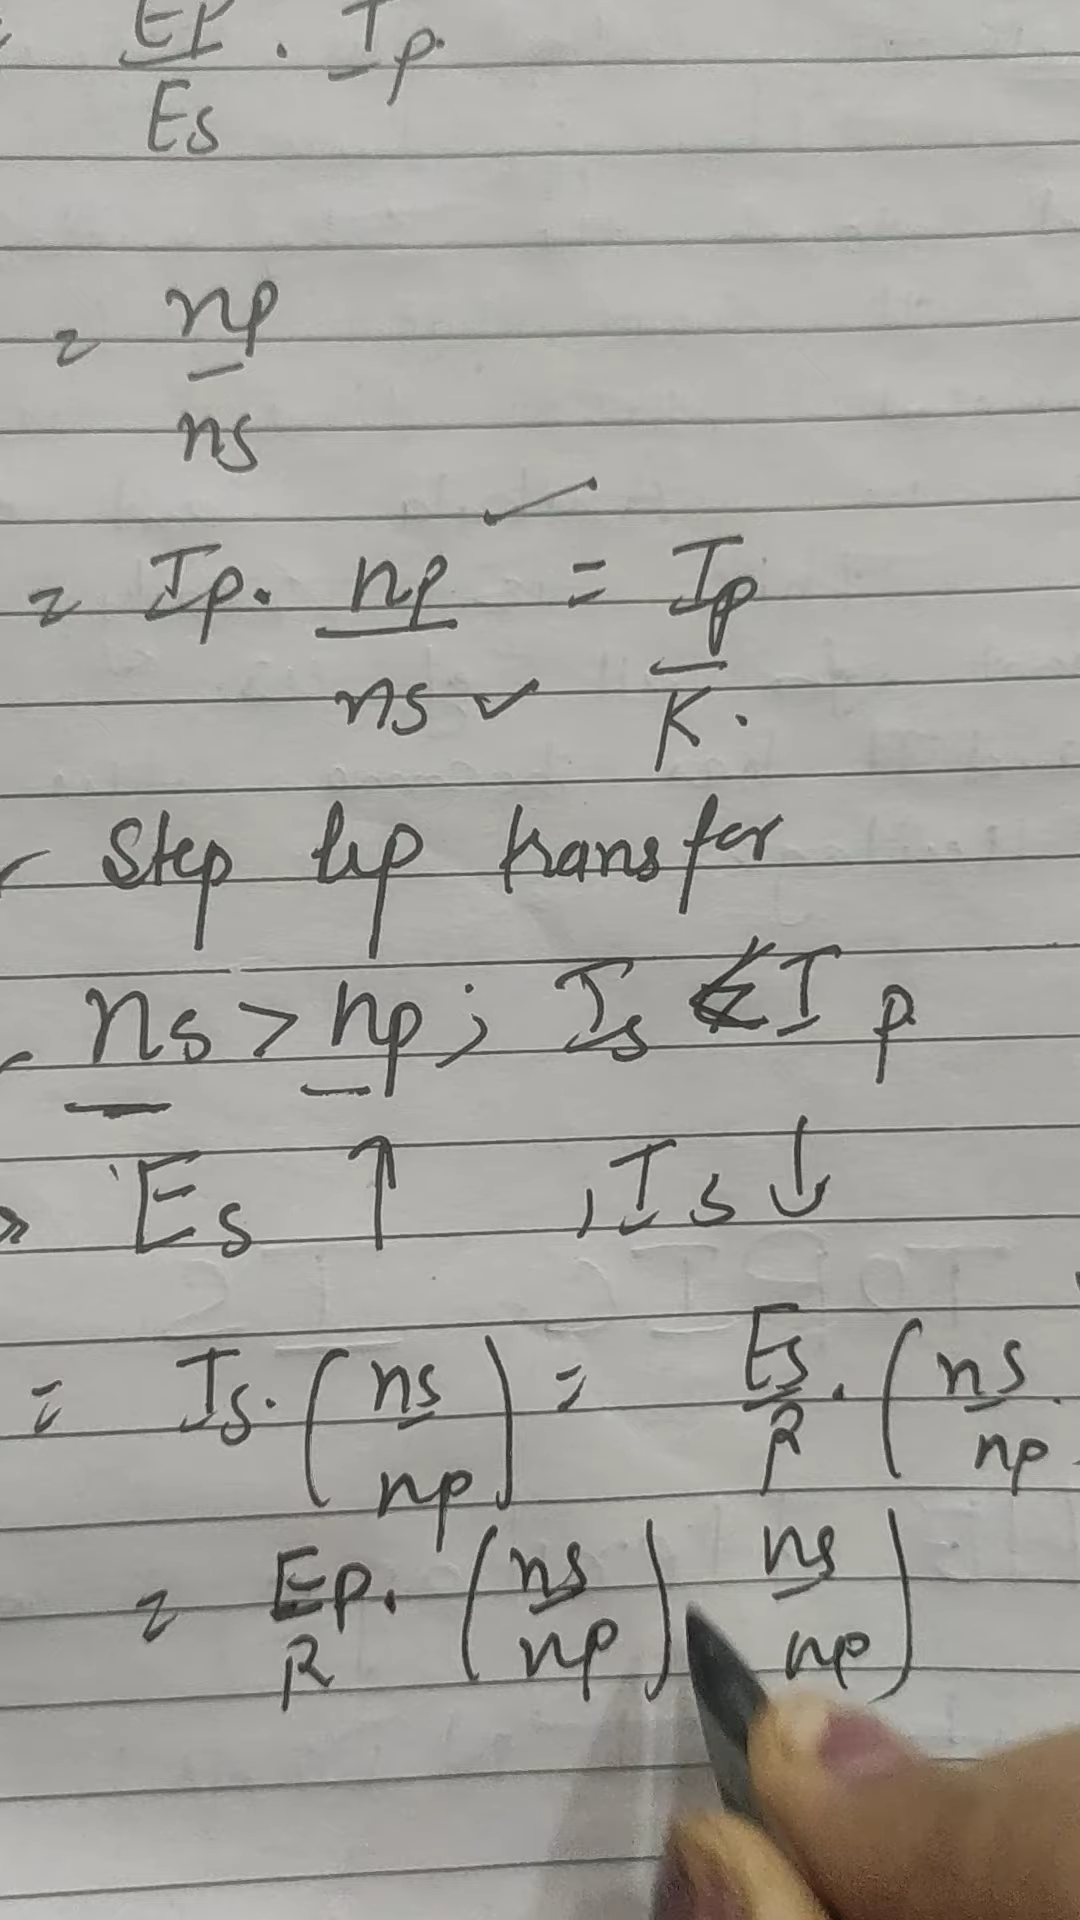 = Ep/Es . Ip
= np/ns
= Ip. np/ns = Ip/K.
Step up transfor
ns > np; Is < Ip
Es ↑ , Is ↓
= Is. (ns/np) = Es/R . (ns/np
= Ep/R. (ns/np) ns/np)